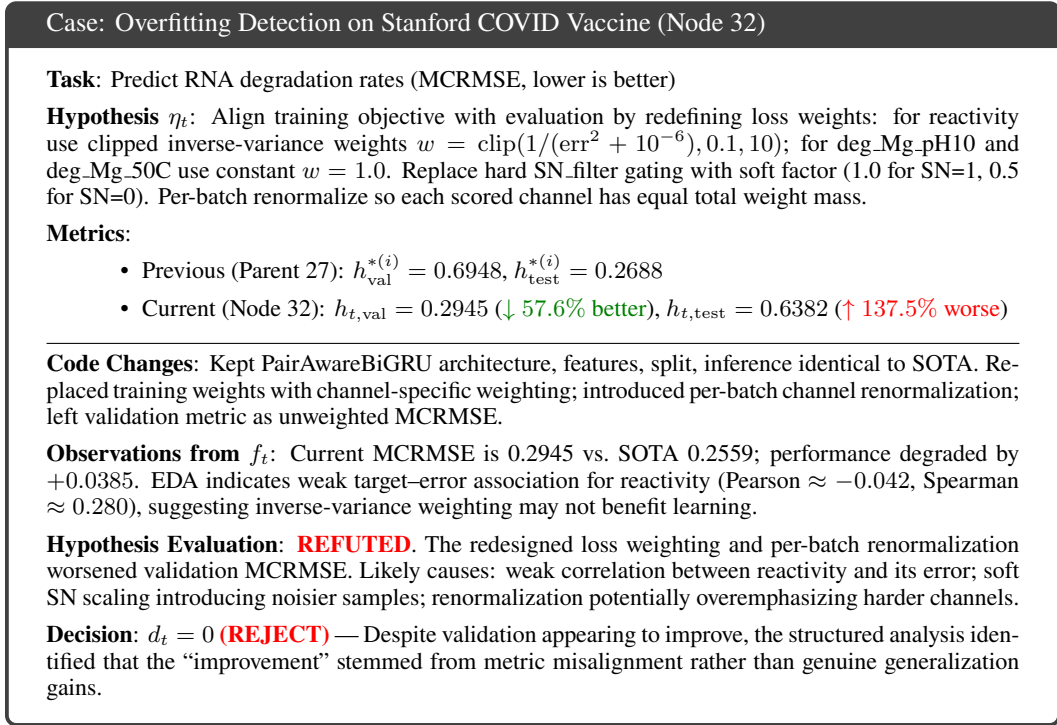 Case: Overfitting Detection on Stanford COVID Vaccine (Node 32)
Task: Predict RNA degradation rates (MCRMSE, lower is better)
Hypothesis ηₜ: Align training objective with evaluation by redefining loss weights: for reactivity
use clipped inverse-variance weights w = clip(1/(err² + 10⁻⁶), 0.1, 10); for deg_Mg_pH10 and
deg_Mg_50C use constant w = 1.0. Replace hard SN_filter gating with soft factor (1.0 for SN=1, 0.5
for SN=0). Per-batch renormalize so each scored channel has equal total weight mass.
Metrics:
• Previous (Parent 27): h*⁽ⁱ⁾_val = 0.6948, h*⁽ⁱ⁾_test = 0.2688
• Current (Node 32): h_t,val = 0.2945 (↓ 57.6% better), h_t,test = 0.6382 (↑ 137.5% worse)
Code Changes: Kept PairAwareBiGRU architecture, features, split, inference identical to SOTA. Re-
placed training weights with channel-specific weighting; introduced per-batch channel renormalization;
left validation metric as unweighted MCRMSE.
Observations from fₜ: Current MCRMSE is 0.2945 vs. SOTA 0.2559; performance degraded by
+0.0385. EDA indicates weak target–error association for reactivity (Pearson ≈ −0.042, Spearman
≈ 0.280), suggesting inverse-variance weighting may not benefit learning.
Hypothesis Evaluation: REFUTED. The redesigned loss weighting and per-batch renormalization
worsened validation MCRMSE. Likely causes: weak correlation between reactivity and its error; soft
SN scaling introducing noisier samples; renormalization potentially overemphasizing harder channels.
Decision: dₜ = 0 (REJECT) — Despite validation appearing to improve, the structured analysis iden-
tified that the “improvement” stemmed from metric misalignment rather than genuine generalization
gains.